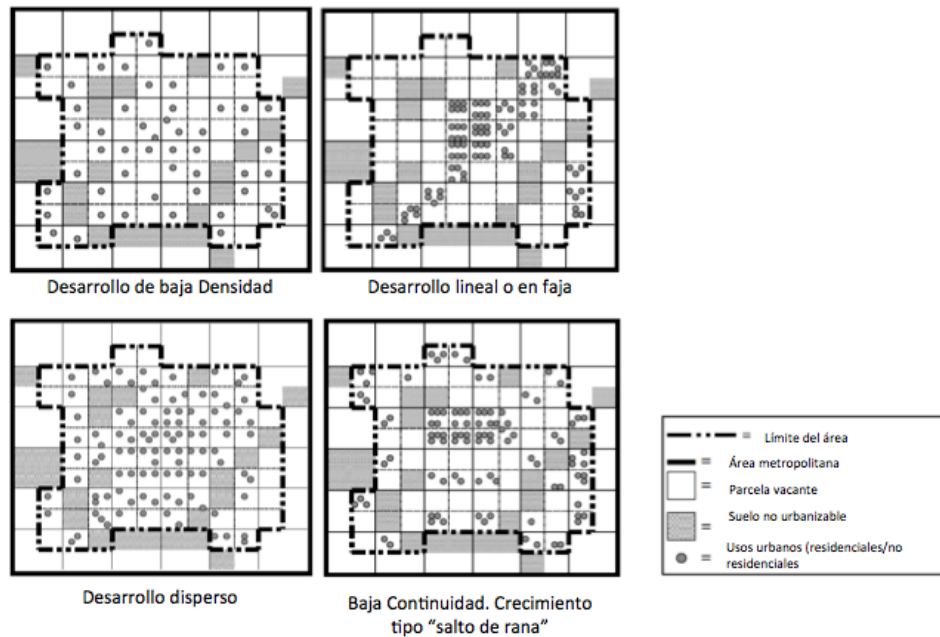 Desarrollo de baja Densidad
Desarrollo lineal o en faja
Desarrollo disperso
Baja Continuidad. Crecimiento
tipo “salto de rana”
= Límite del área
= Área metropolitana
= Parcela vacante
= Suelo no urbanizable
= Usos urbanos (residenciales/no
residenciales